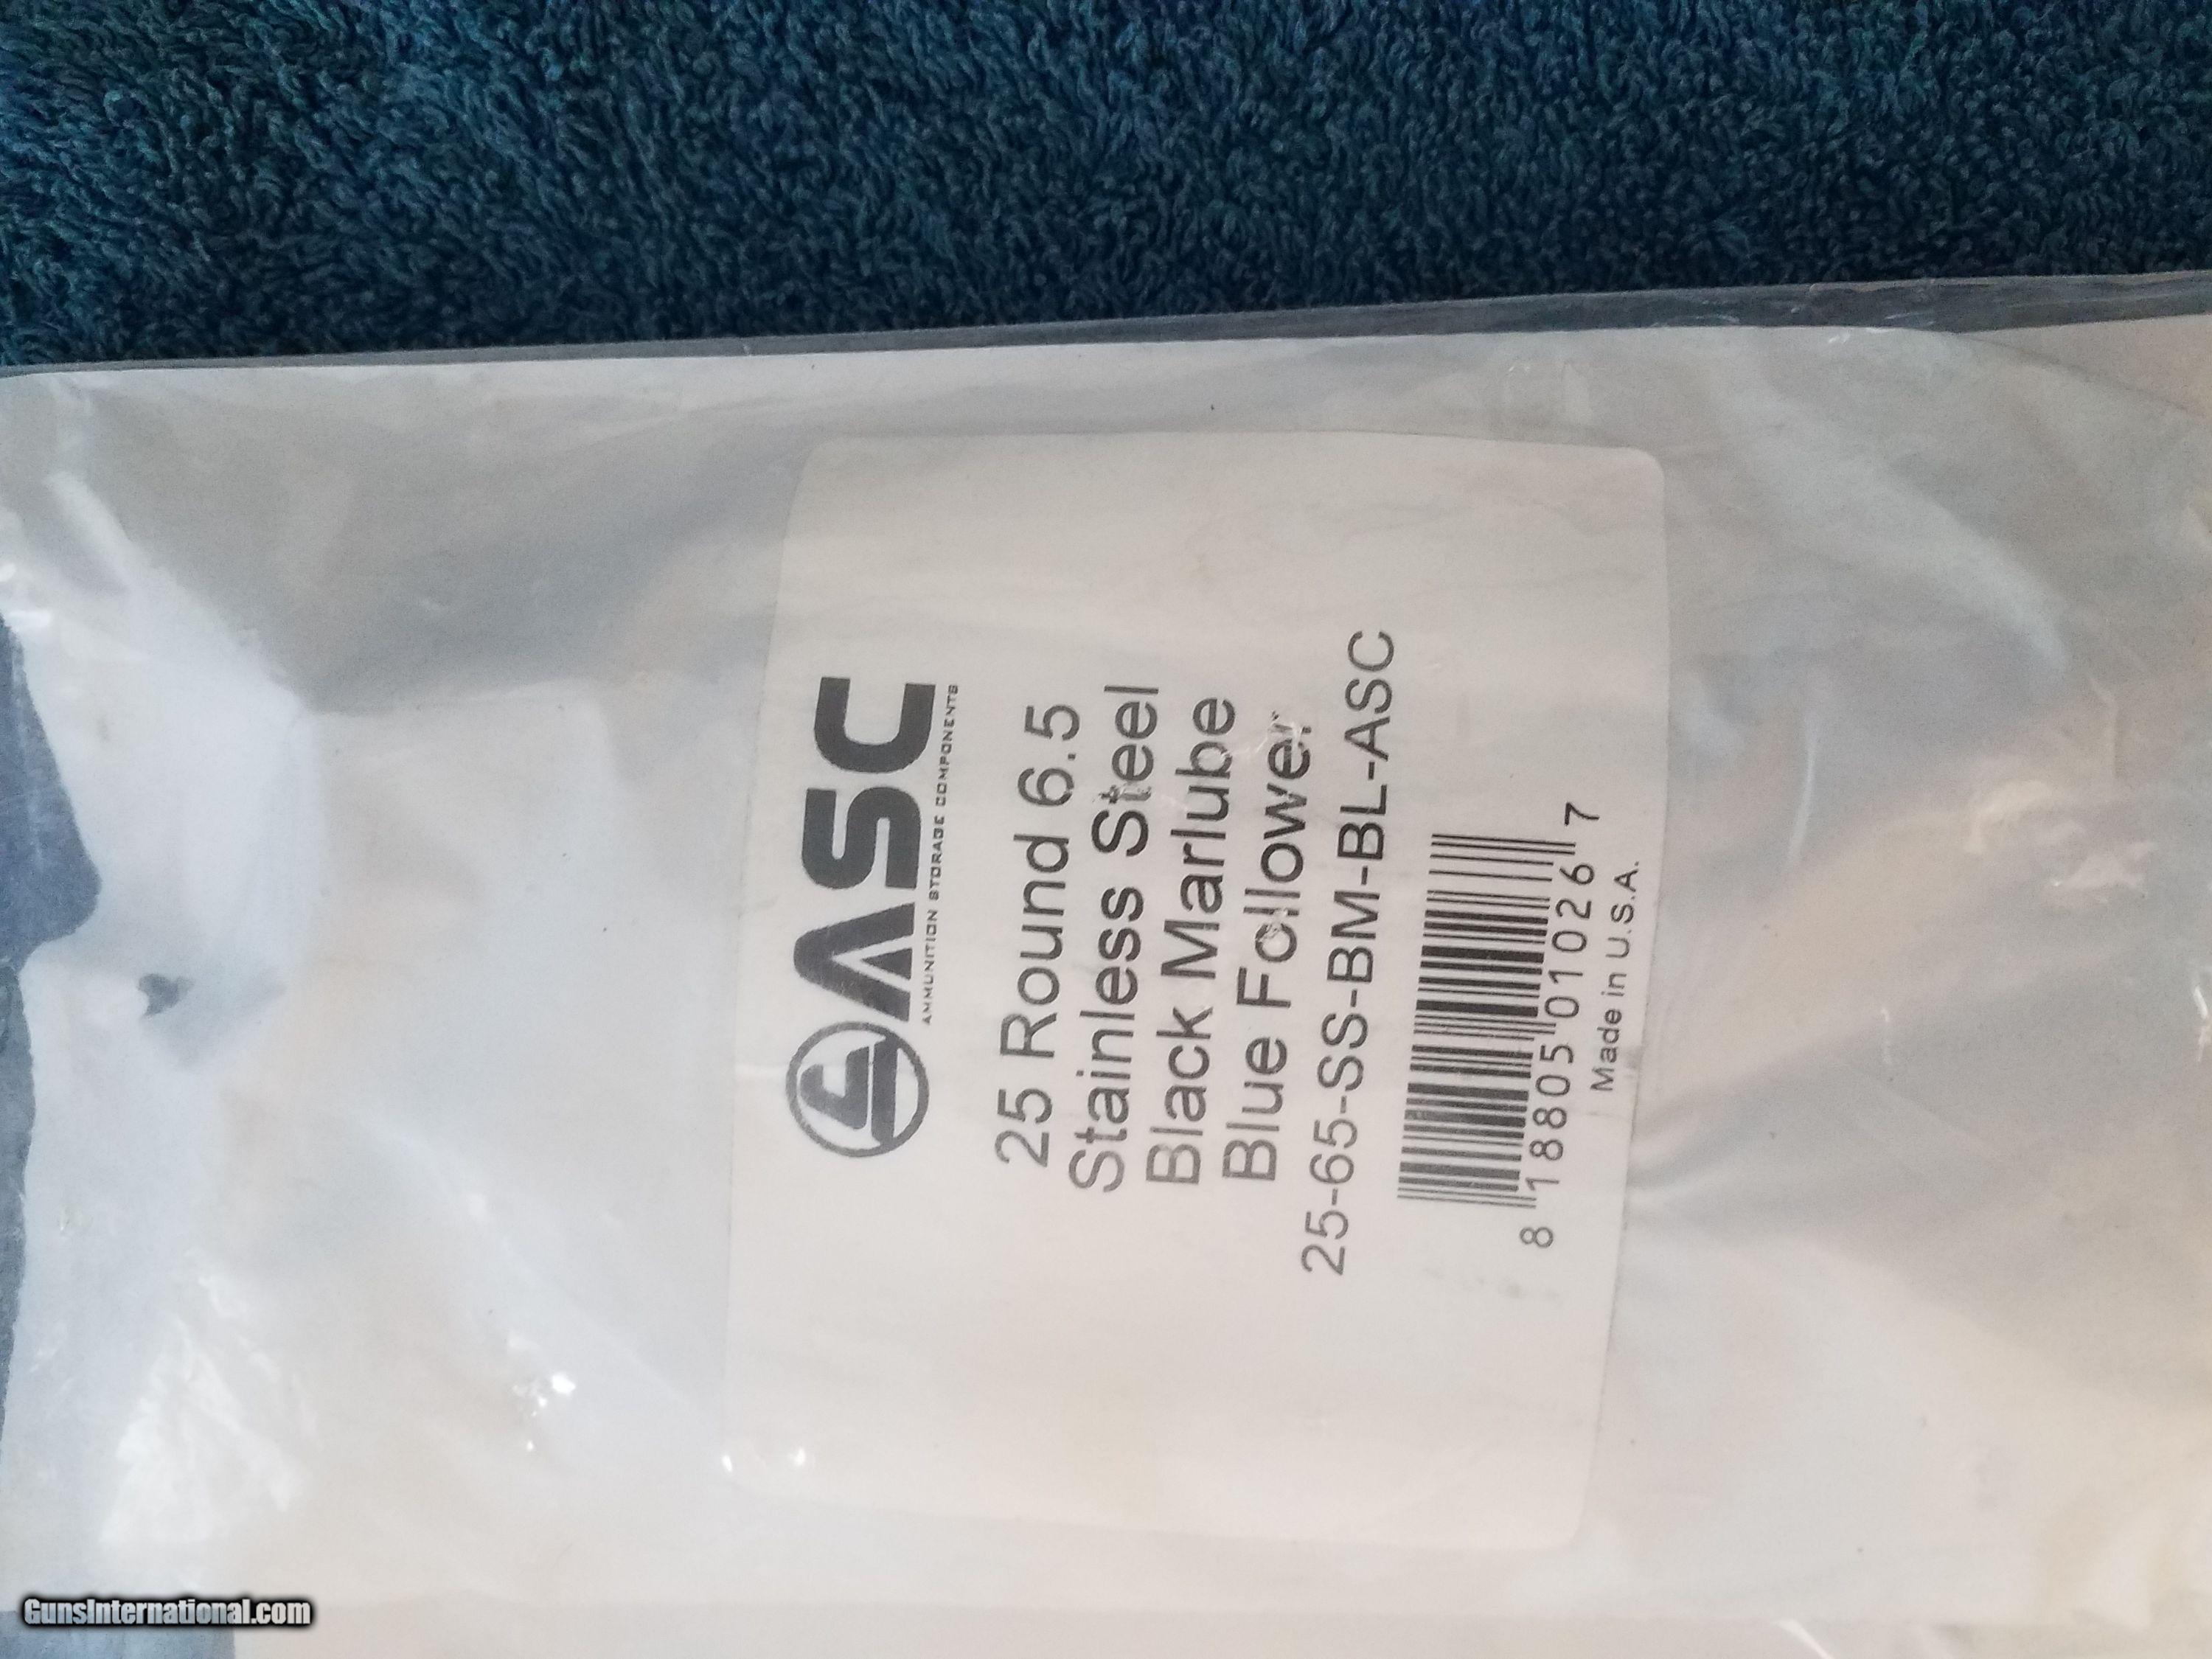 ASC
AMMUNITION STORAGE COMPONENTS
25 Round 6.5
Stainless Steel
Black Marlube
Blue Follower
25-65-SS-BM-BL-ASC
8 18805 01026 7
Made in U.S.A.
GunsInternational.com